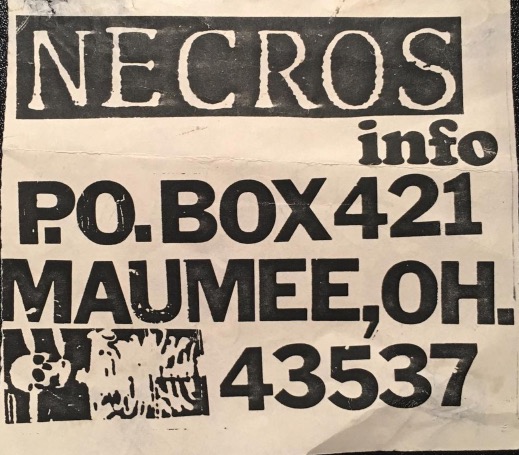 NECROS
info
P.O. BOX 421
MAUMEE, OH.
43537